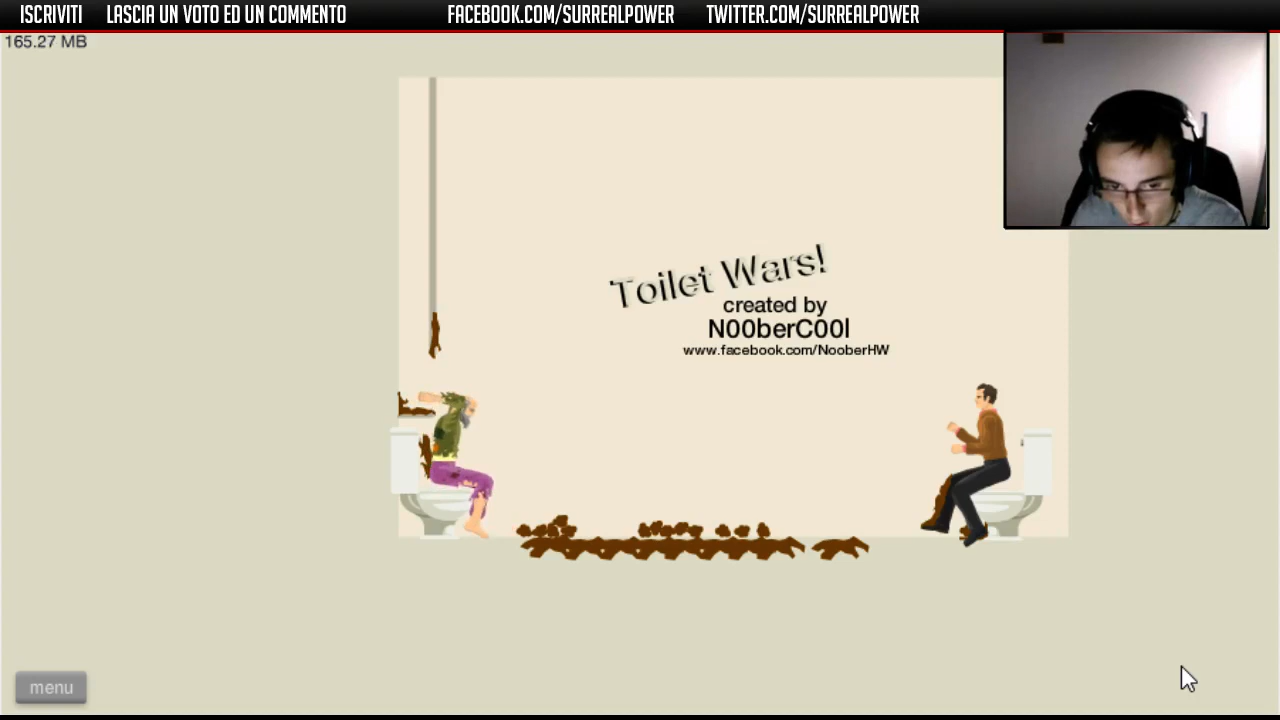 ISCRIVITI LASCIA UN VOTO ED UN COMMENTO FACEBOOK.COM/SURREALPOWER TWITTER.COM/SURREALPOWER
165.27 MB
Toilet Wars!
created by
N00berC00l
www.facebook.com/NooberHW
menu